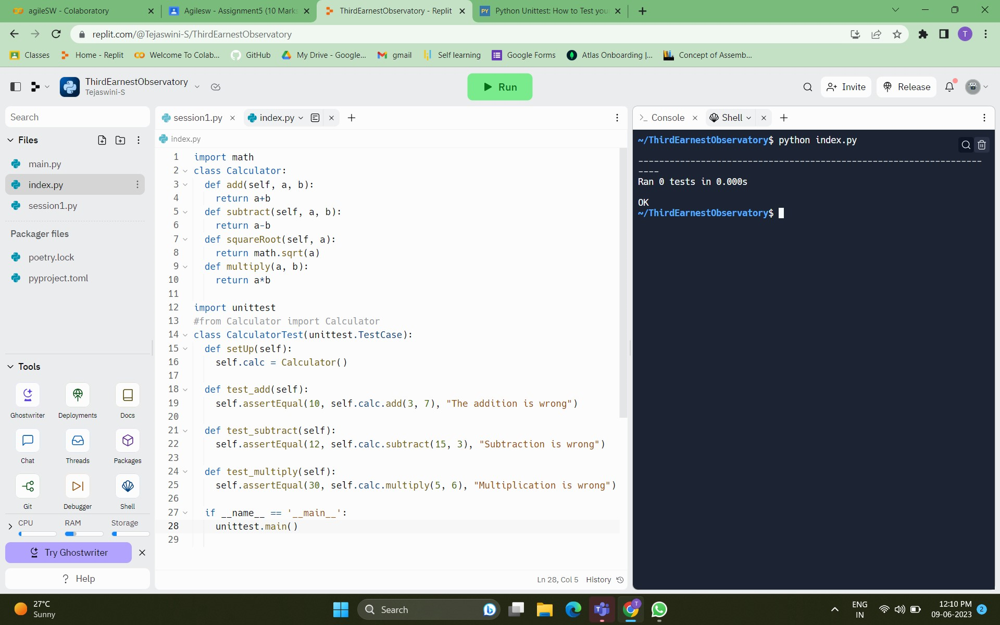 agileSW - Colaboratory
Agilesw - Assignment5 (10 Marks
ThirdEarnestObservatory - Replit
PY
Python Unittest: How to Test you
replit.com/@Tejaswini-S/ThirdEarnestObservatory
T
Classes
Home - Replit
Welcome To Colab...
GitHub
My Drive - Google...
gmail
Self learning
Google Forms
Atlas Onboarding |...
Concept of Assemb...
ThirdEarnestObservatory
Tejaswini-S
Run
Invite
Release
Search
Files
main.py
index.py
session1.py
Packager files
poetry.lock
pyproject.toml
Tools
Ghostwriter
Deployments
Docs
Chat
Threads
Packages
Git
Debugger
Shell
CPU
RAM
Storage
Try Ghostwriter
? Help
session1.py
index.py
index.py
1 import math
2 class Calculator:
3 def add(self, a, b):
4 return a+b
5 def subtract(self, a, b):
6 return a-b
7 def squareRoot(self, a):
8 return math.sqrt(a)
9 def multiply(a, b):
10 return a*b
11
12 import unittest
13 #from Calculator import Calculator
14 class CalculatorTest(unittest.TestCase):
15 def setUp(self):
16 self.calc = Calculator()
17
18 def test_add(self):
19 self.assertEqual(10, self.calc.add(3, 7), "The addition is wrong")
20
21 def test_subtract(self):
22 self.assertEqual(12, self.calc.subtract(15, 3), "Subtraction is wrong")
23
24 def test_multiply(self):
25 self.assertEqual(30, self.calc.multiply(5, 6), "Multiplication is wrong")
26
27 if __name__ == '__main__':
28 unittest.main()
29
Ln 28, Col 5 History
Console
Shell
~/ThirdEarnestObservatory$ python index.py
------------------------------------------------------------------
----
Ran 0 tests in 0.000s
OK
~/ThirdEarnestObservatory$
27°C
Sunny
Search
T
ENG
IN
12:10 PM
09-06-2023
2